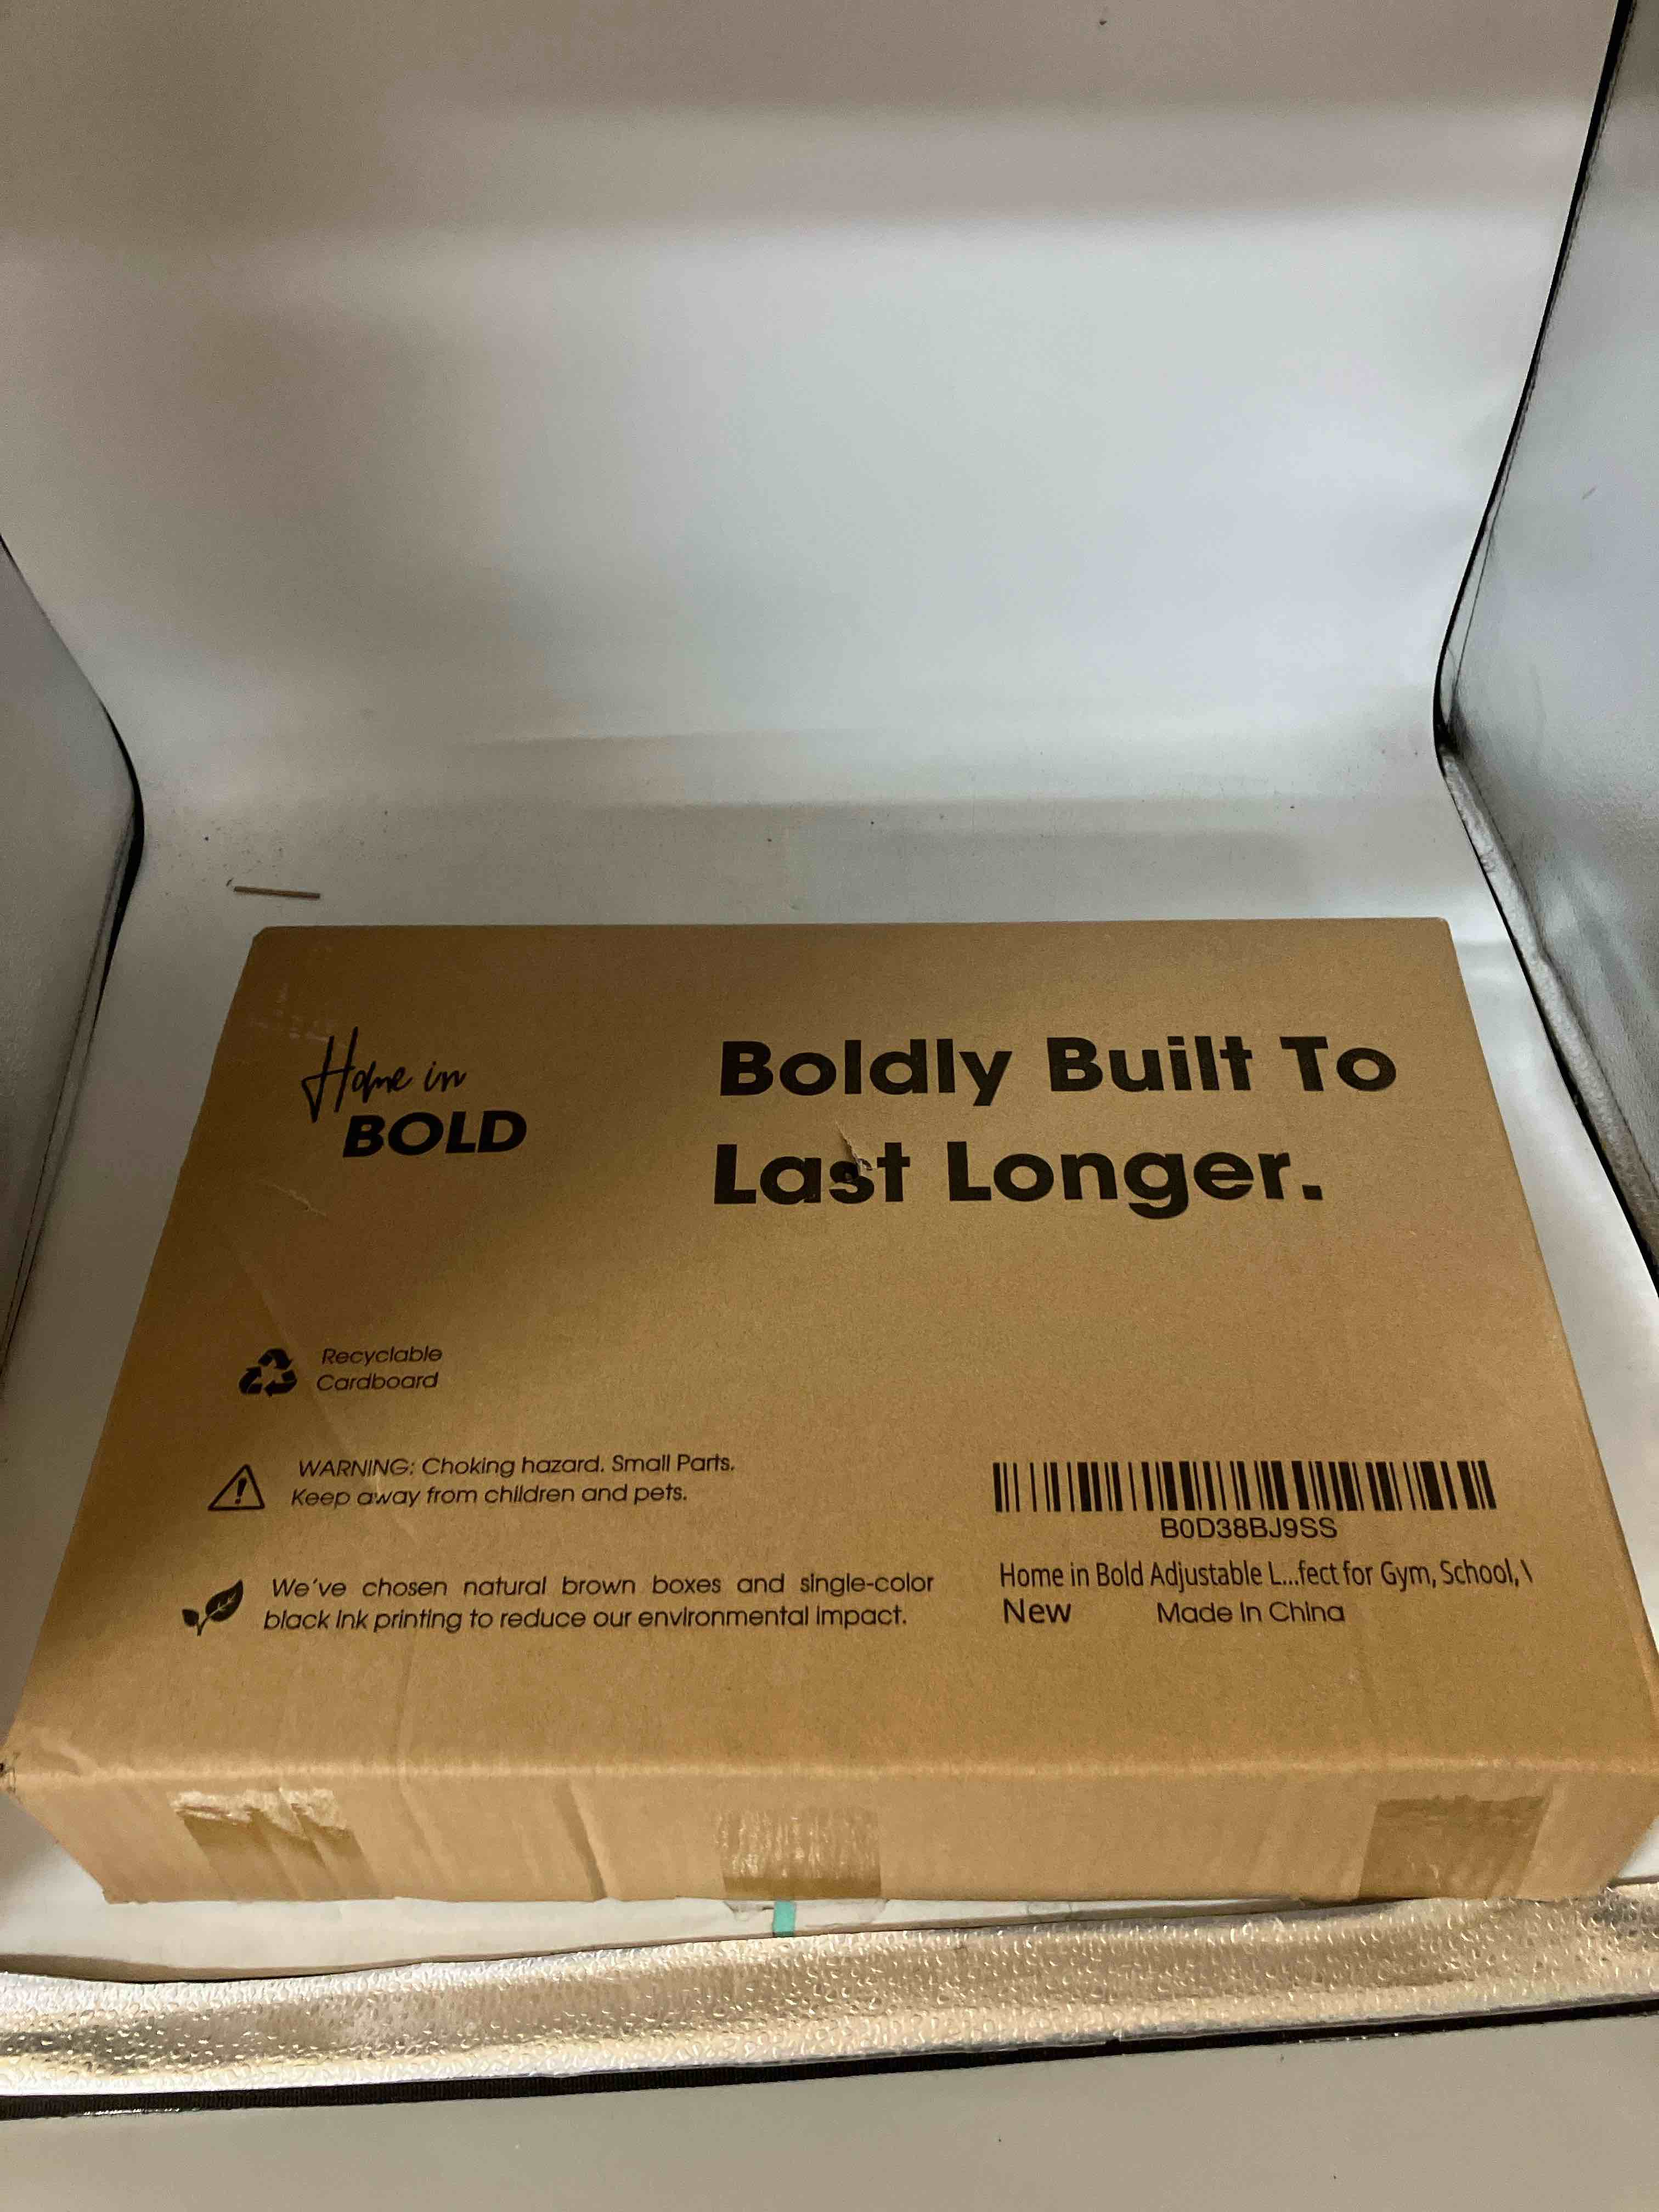 Home in
BOLD
Boldly Built To
Last Longer.
Recyclable
Cardboard
WARNING: Choking hazard. Small Parts.
Keep away from children and pets.
We've chosen natural brown boxes and single-color
black ink printing to reduce our environmental impact.
B0D38BJ9SS
Home in Bold Adjustable L...fect for Gym, School, \
New Made In China